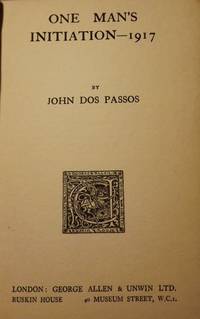 ONE MAN'S
INITIATION—1917
BY
JOHN DOS PASSOS
LONDON: GEORGE ALLEN & UNWIN LTD.
RUSKIN HOUSE 40 MUSEUM STREET, W.C.1.